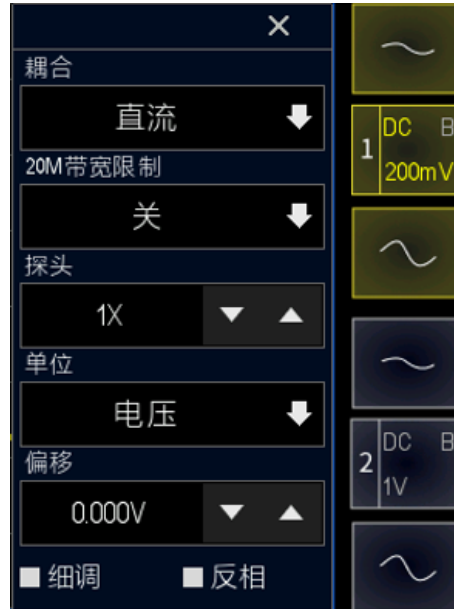 耦合
直流
20M带宽限制
关
探头
1X
单位
电压
偏移
0.000V
细调
反相
DC B
1
200mV
DC B
2
1V